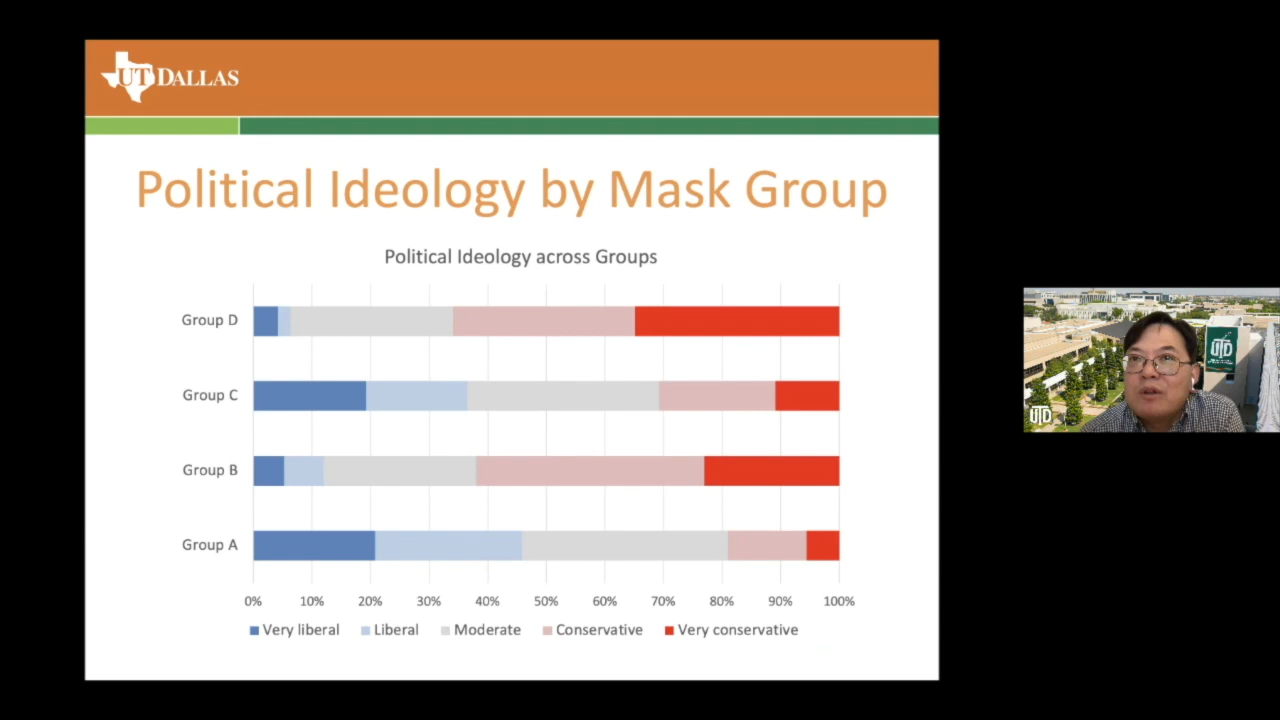 UT DALLAS
Political Ideology by Mask Group
Political Ideology across Groups
Group D
Group C
Group B
Group A
0% 10% 20% 30% 40% 50% 60% 70% 80% 90% 100%
Very liberal Liberal Moderate Conservative Very conservative
UTD
UTD